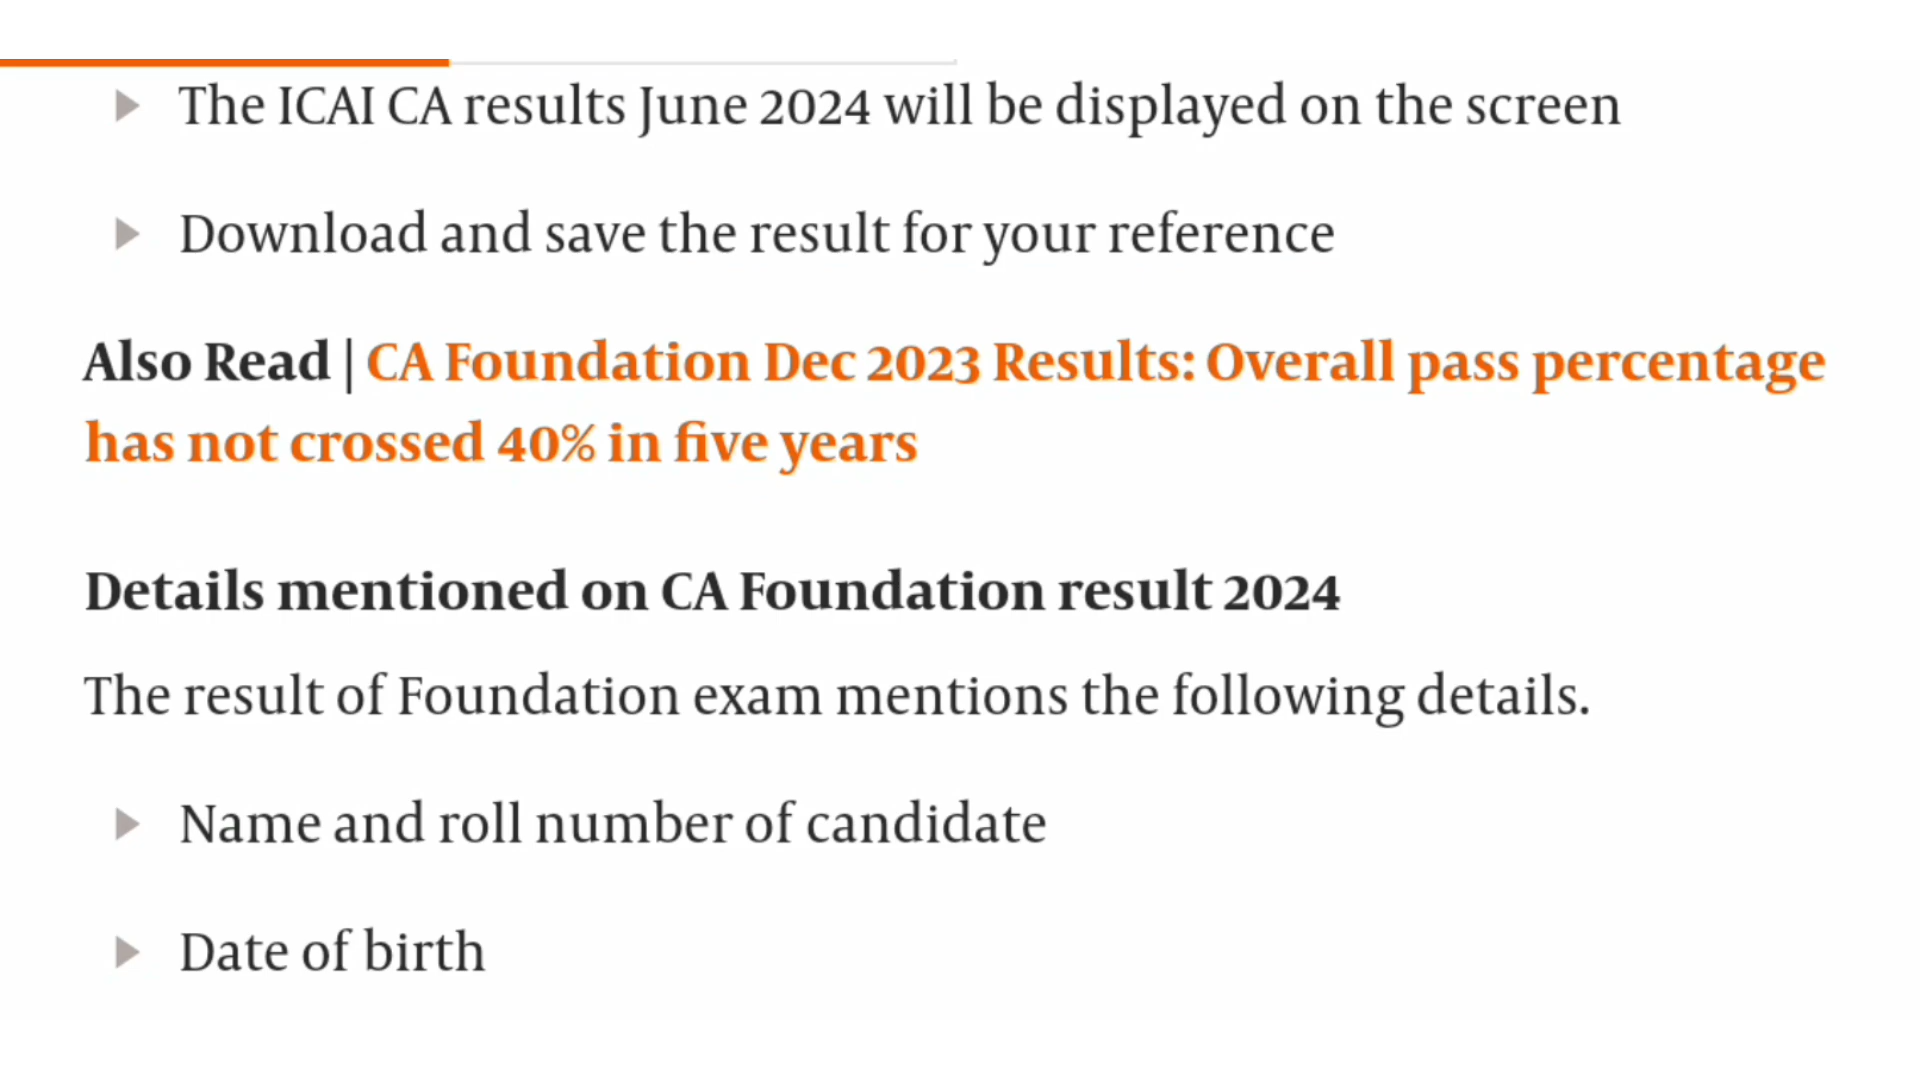 The ICAI CA results June 2024 will be displayed on the screen
Download and save the result for your reference
Also Read | CA Foundation Dec 2023 Results: Overall pass percentage
has not crossed 40% in five years
Details mentioned on CA Foundation result 2024
The result of Foundation exam mentions the following details.
Name and roll number of candidate
Date of birth